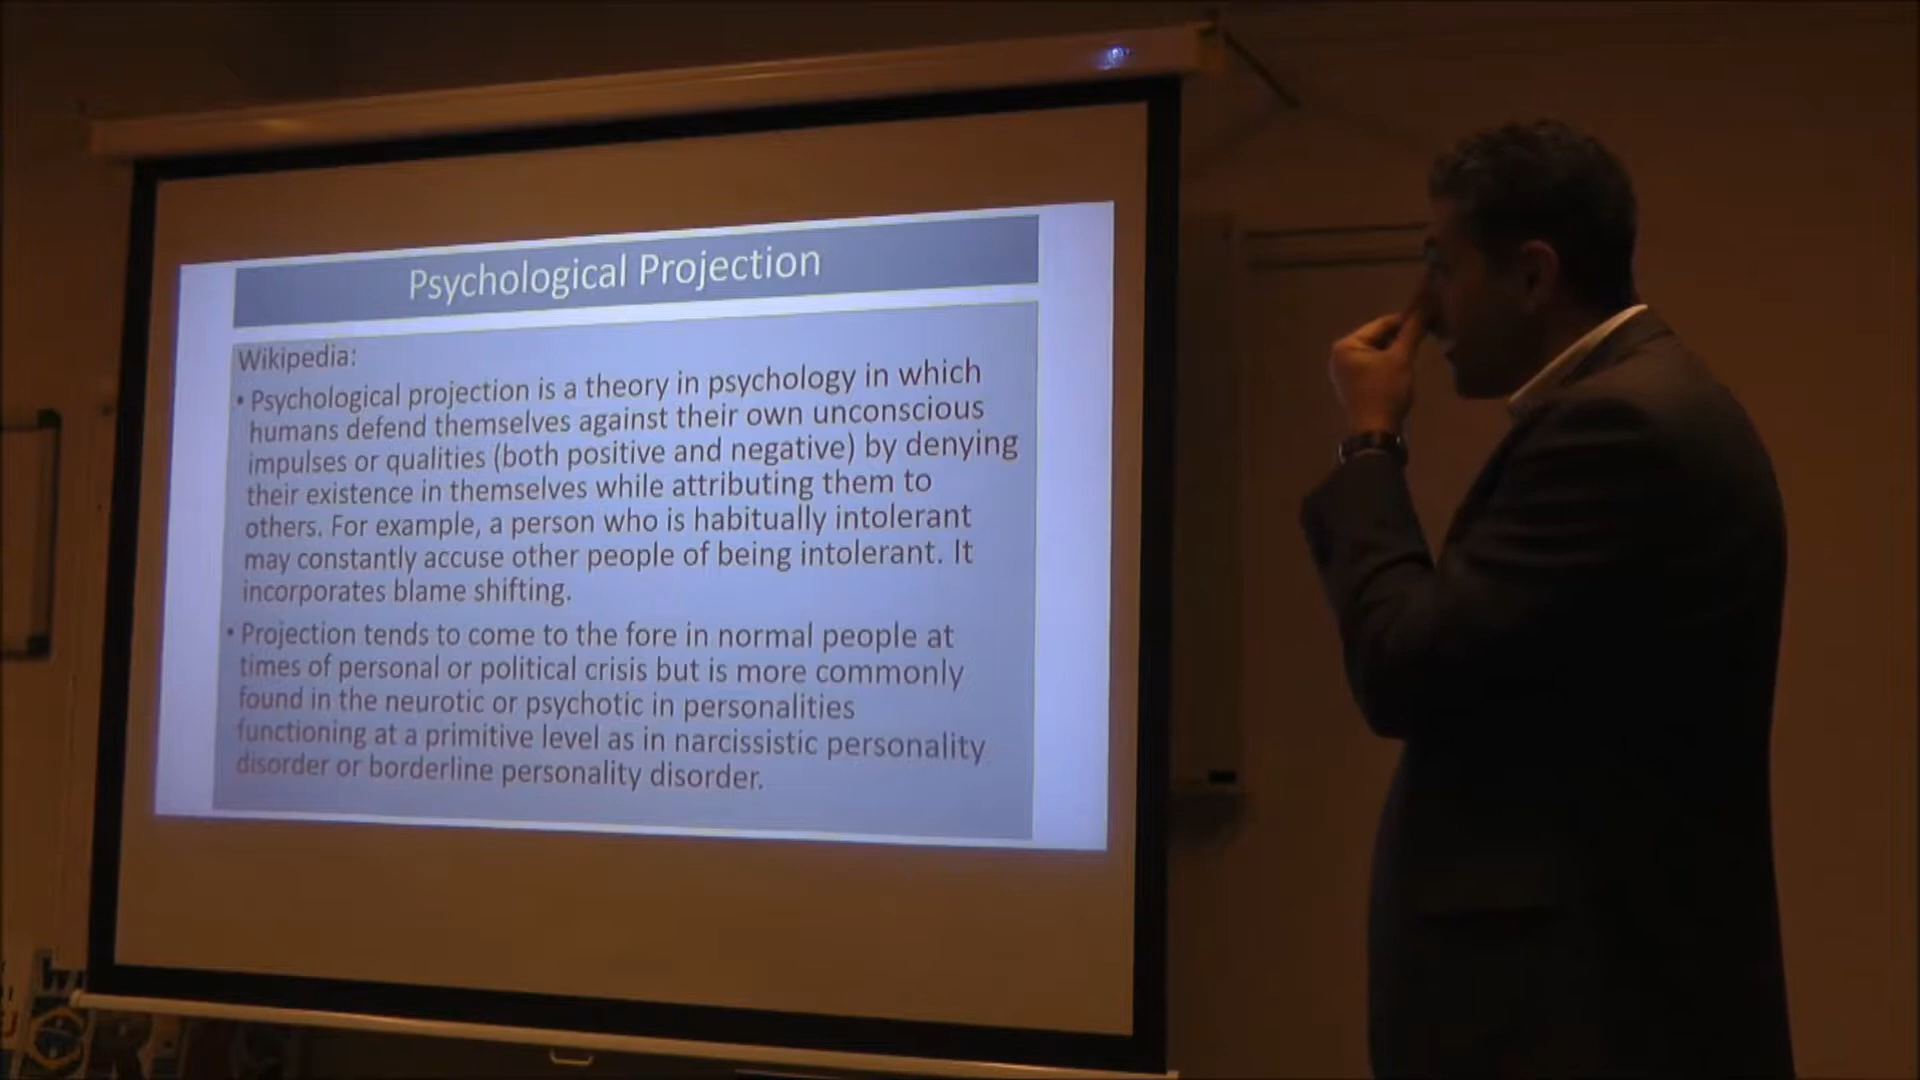 Psychological Projection
Wikipedia:
• Psychological projection is a theory in psychology in which
humans defend themselves against their own unconscious
impulses or qualities (both positive and negative) by denying
their existence in themselves while attributing them to
others. For example, a person who is habitually intolerant
may constantly accuse other people of being intolerant. It
incorporates blame shifting.
• Projection tends to come to the fore in normal people at
times of personal or political crisis but is more commonly
found in the neurotic or psychotic in personalities
functioning at a primitive level as in narcissistic personality
disorder or borderline personality disorder.